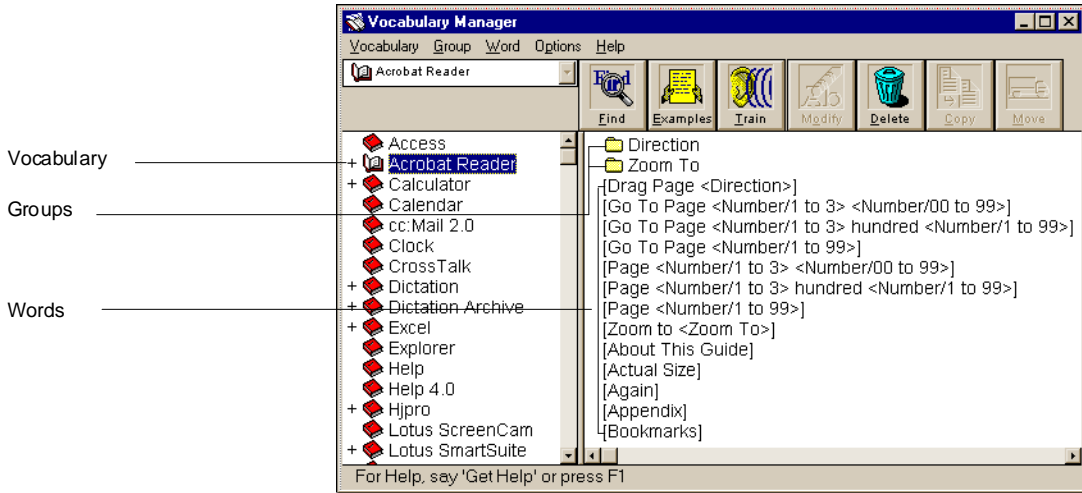 Vocabulary Manager
Vocabulary Group Word Options Help
Acrobat Reader
Find
Find Examples Train Modify Delete Copy Move
Vocabulary
Groups
Words
Access
+ Acrobat Reader
+ Calculator
Calendar
cc:Mail 2.0
Clock
CrossTalk
+ Dictation
+ Dictation Archive
+ Excel
Explorer
Help
Help 4.0
+ Hjpro
Lotus ScreenCam
+ Lotus SmartSuite
Direction
Zoom To
[Drag Page <Direction>]
[Go To Page <Number/1 to 3> <Number/00 to 99>]
[Go To Page <Number/1 to 3> hundred <Number/1 to 99>]
[Go To Page <Number/1 to 99>]
[Page <Number/1 to 3> <Number/00 to 99>]
[Page <Number/1 to 3> hundred <Number/1 to 99>]
[Page <Number/1 to 99>]
[Zoom to <Zoom To>]
[About This Guide]
[Actual Size]
[Again]
[Appendix]
[Bookmarks]
For Help, say 'Get Help' or press F1